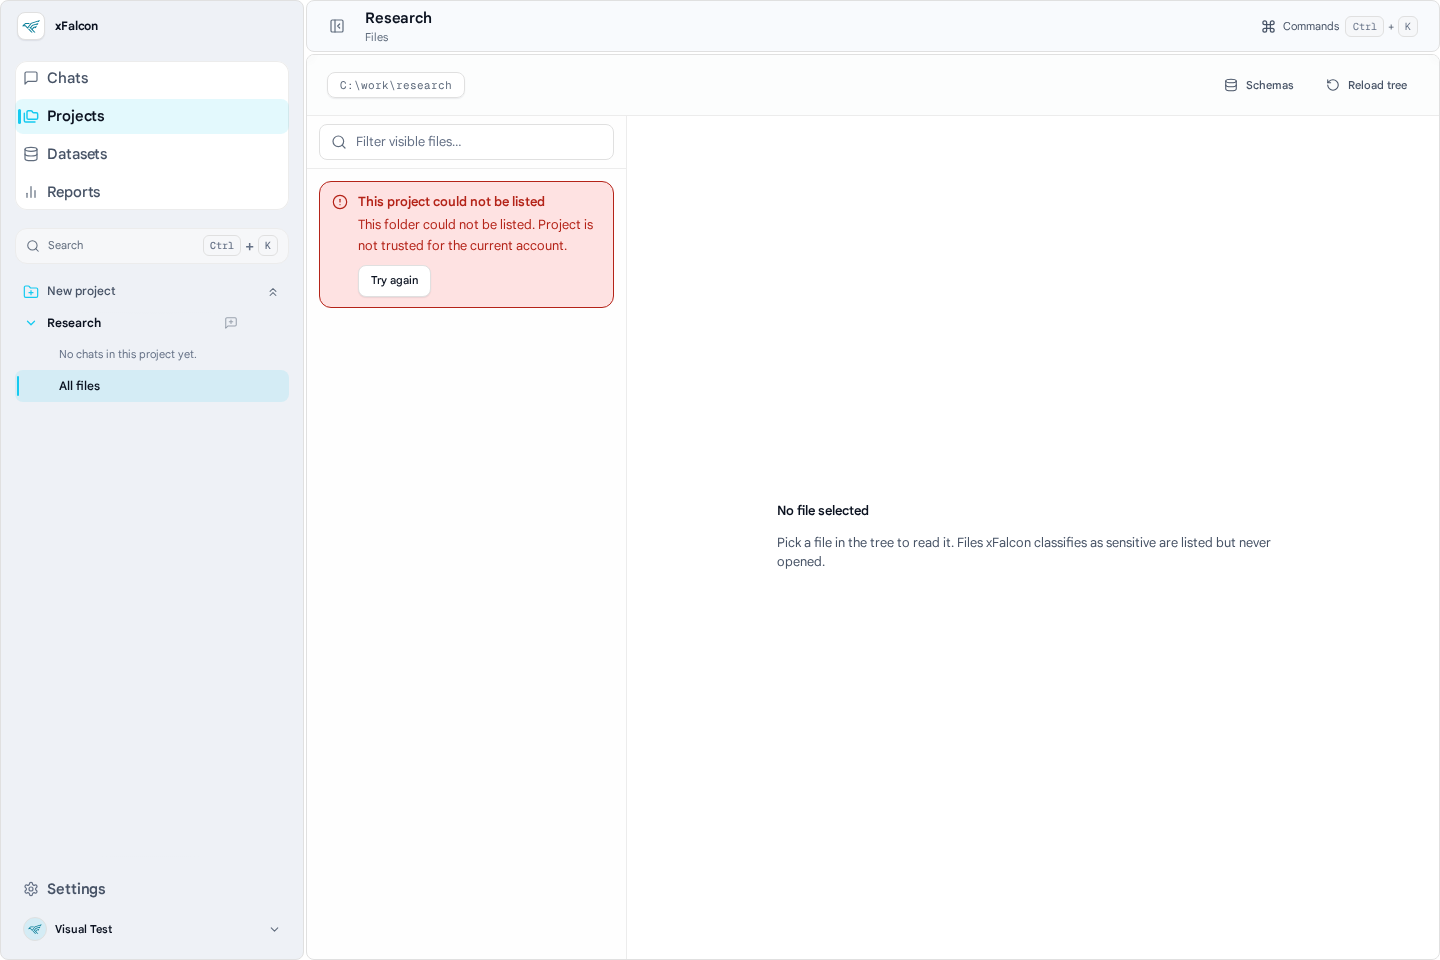 xFalcon
Chats
Projects
Datasets
Reports
Search
Ctrl + K
New project
Research
No chats in this project yet.
All files
Settings
Visual Test
Research
Files
Commands Ctrl + K
C:\work\research
Schemas
Reload tree
Filter visible files...
This project could not be listed
This folder could not be listed. Project is
not trusted for the current account.
Try again
No file selected
Pick a file in the tree to read it. Files xFalcon classifies as sensitive are listed but never
opened.